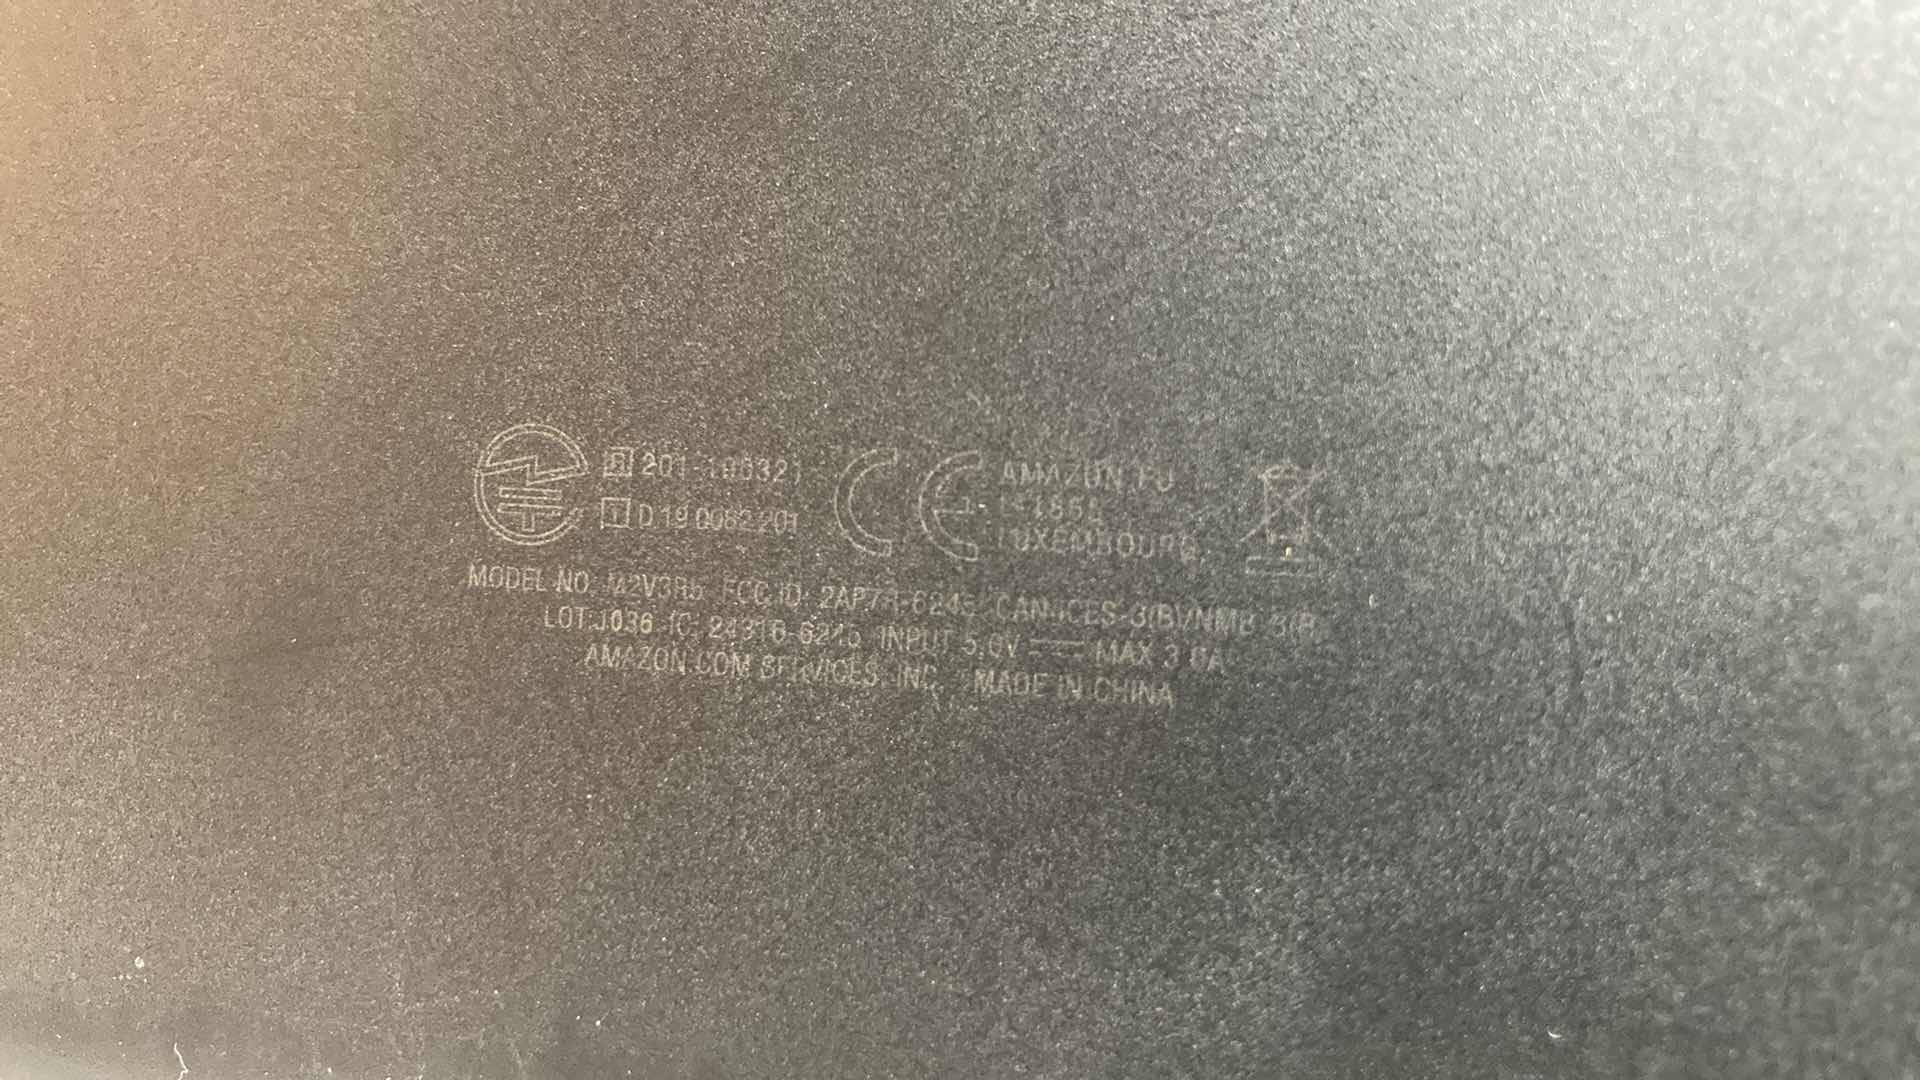 R 201-190321
T D 19 0062 201
CE
AMAZON EU
L-1855
LUXEMBOURG
MODEL NO: M2V3R5 FCC ID: 2AP7R-6245 CAN ICES-3(B)/NMB-3(B)
LOT:J036 IC: 24316-6245 INPUT 5.0V MAX 3.0A
AMAZON.COM SERVICES, INC. MADE IN CHINA